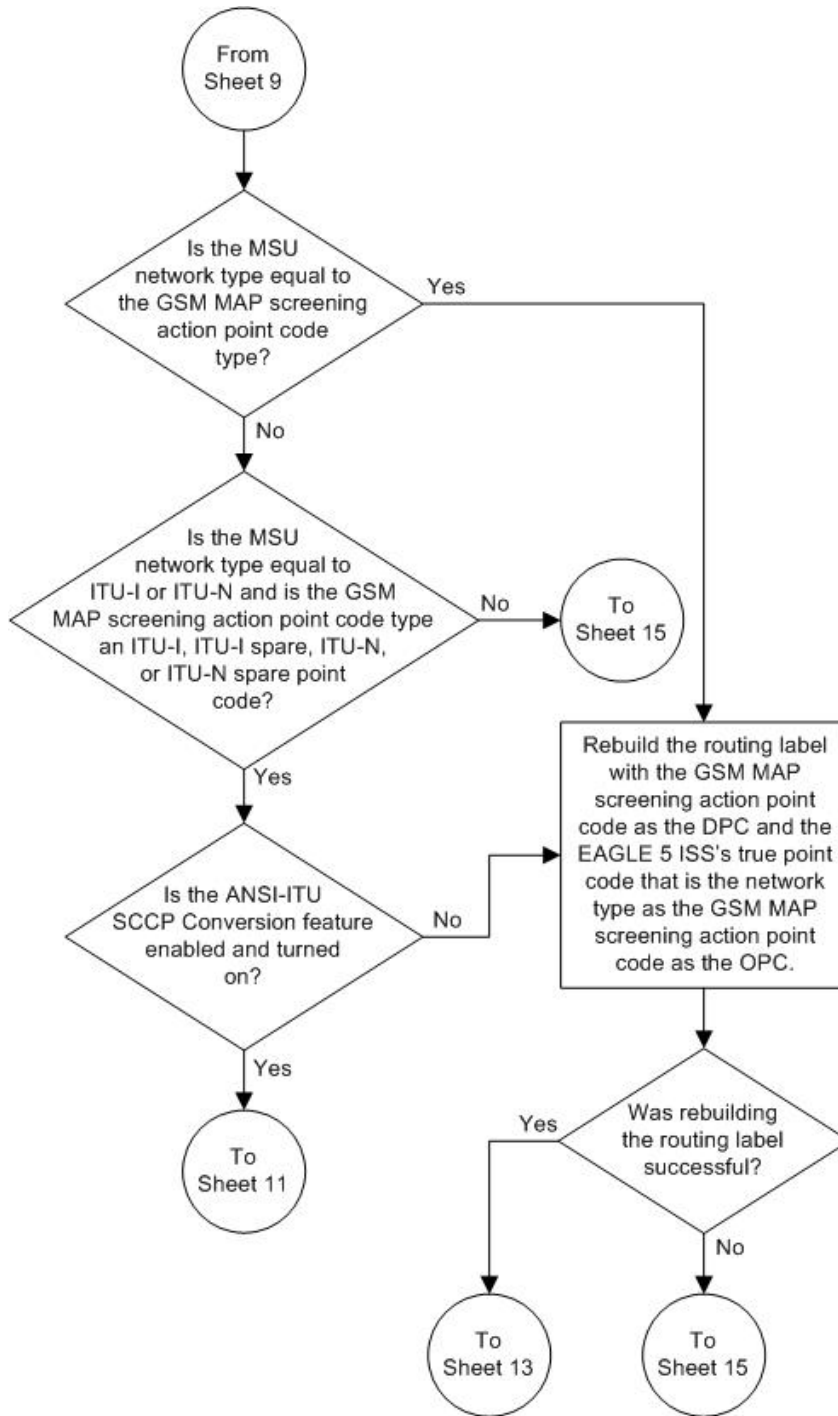 From
Sheet 9
Is the MSU
network type equal to
the GSM MAP screening
action point code
type?
Yes
No
Is the MSU
network type equal to
ITU-I or ITU-N and is the GSM
MAP screening action point code type
an ITU-I, ITU-I spare, ITU-N,
or ITU-N spare point
code?
No
To
Sheet 15
Yes
Rebuild the routing label
with the GSM MAP
screening action point
code as the DPC and the
EAGLE 5 ISS's true point
code that is the network
type as the GSM MAP
screening action point
code as the OPC.
Is the ANSI-ITU
SCCP Conversion feature
enabled and turned
on?
No
Yes
To
Sheet 11
Was rebuilding
the routing label
successful?
Yes
No
To
Sheet 13
To
Sheet 15